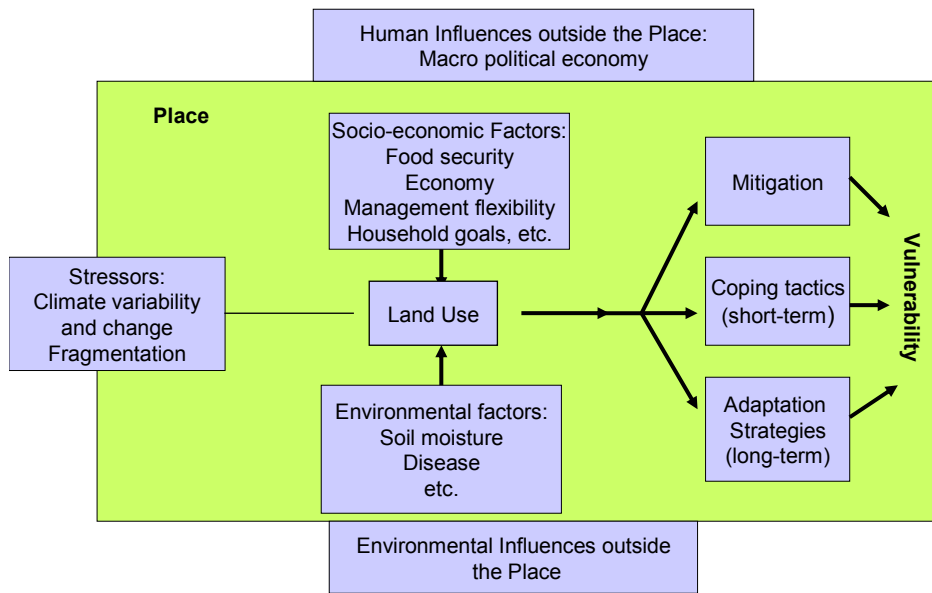 Human Influences outside the Place:
Macro political economy
Place
Socio-economic Factors:
Food security
Economy
Management flexibility
Household goals, etc.
Mitigation
Stressors:
Climate variability
and change
Fragmentation
Land Use
Coping tactics
(short-term)
Vulnerability
Environmental factors:
Soil moisture
Disease
etc.
Adaptation
Strategies
(long-term)
Environmental Influences outside
the Place